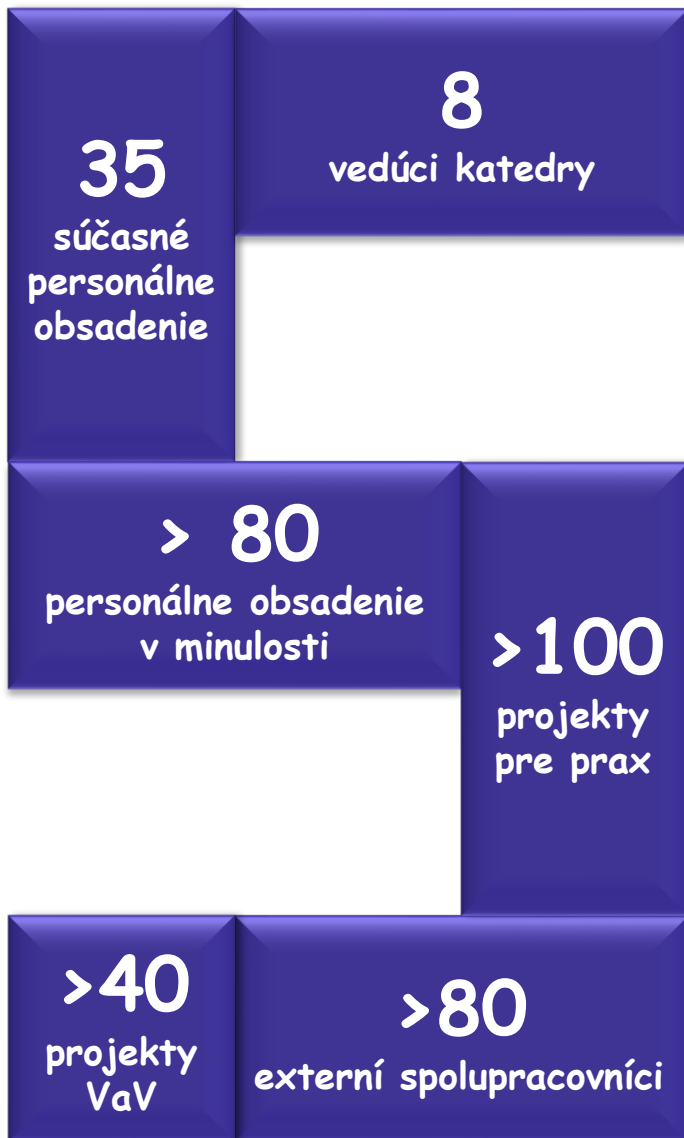 35
súčasné
personálne
obsadenie
8
vedúci katedry
> 80
personálne obsadenie
v minulosti
>100
projekty
pre prax
>40
projekty
VaV
>80
externí spolupracovníci